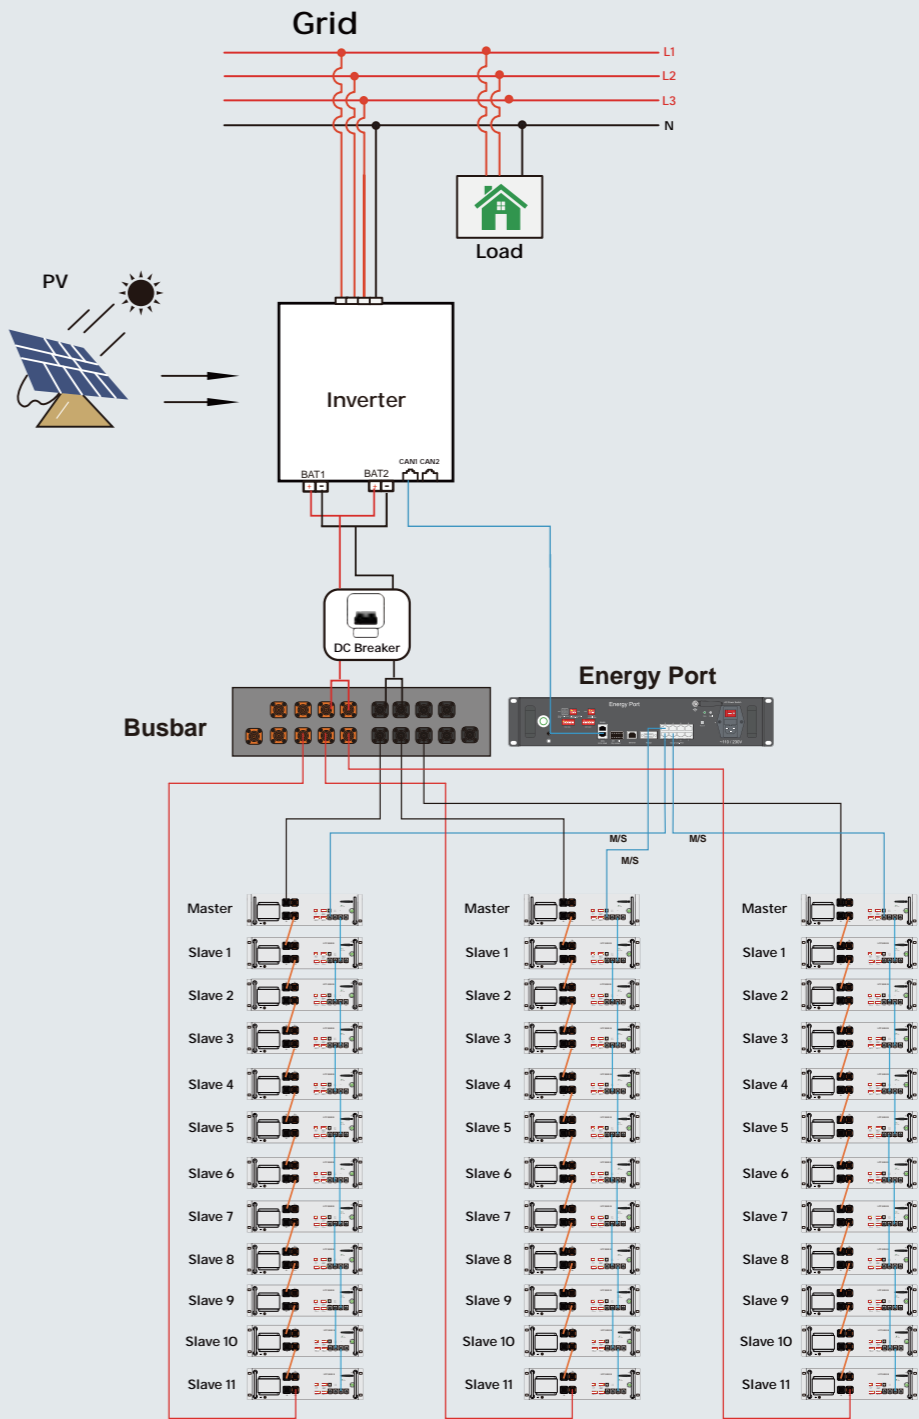 Grid
L1
L2
L3
N
Load
PV
Inverter
CAN1 CAN2
BAT1
BAT2
+ −
+ −
DC Breaker
Energy Port
Busbar
Energy Port
~110 / 230V
M/S
M/S
M/S
Master
Master
Master
Slave 1
Slave 1
Slave 1
Slave 2
Slave 2
Slave 2
Slave 3
Slave 3
Slave 3
Slave 4
Slave 4
Slave 4
Slave 5
Slave 5
Slave 5
Slave 6
Slave 6
Slave 6
Slave 7
Slave 7
Slave 7
Slave 8
Slave 8
Slave 8
Slave 9
Slave 9
Slave 9
Slave 10
Slave 10
Slave 10
Slave 11
Slave 11
Slave 11